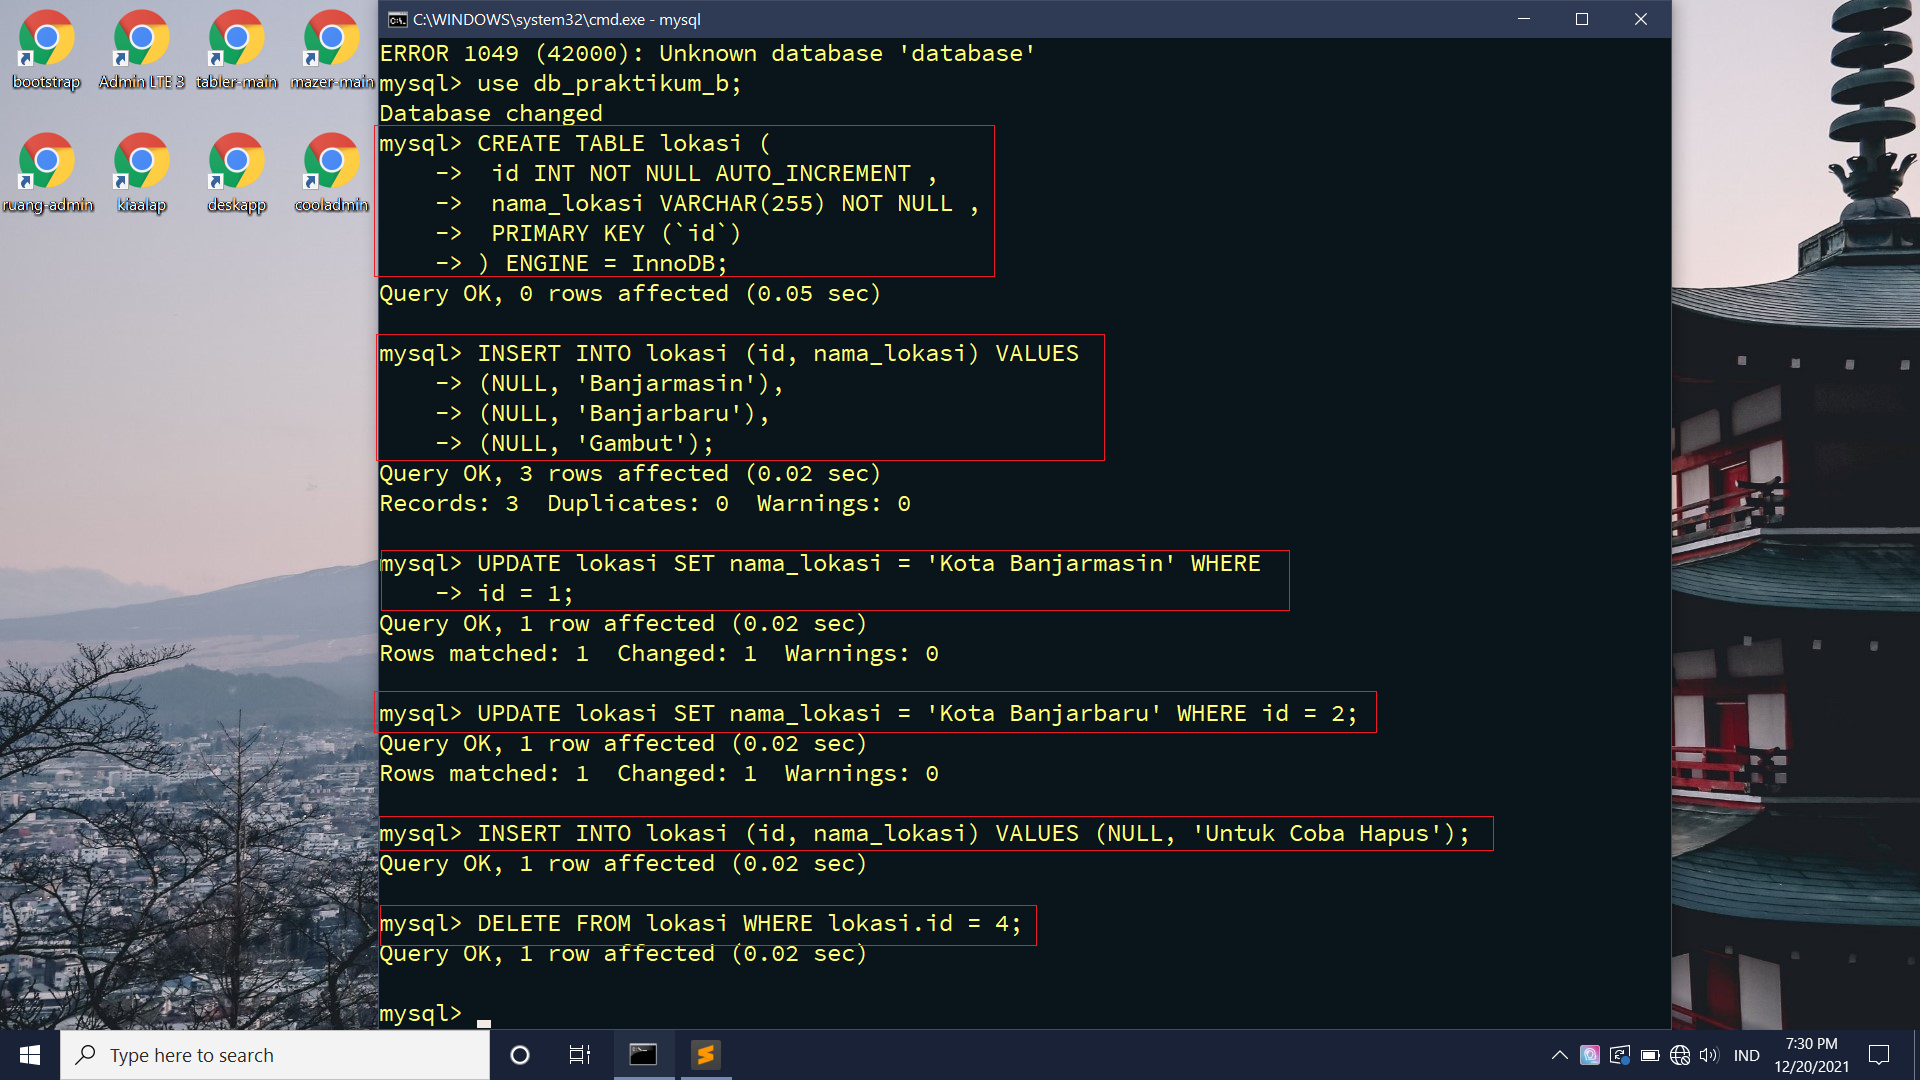 bootstrap
Admin LTE 3
tabler-main
mazer-main
ruang-admin
kiaalap
deskapp
cooladmin
C:\WINDOWS\system32\cmd.exe - mysql
ERROR 1049 (42000): Unknown database 'database'
mysql> use db_praktikum_b;
Database changed
mysql> CREATE TABLE lokasi (
    ->  id INT NOT NULL AUTO_INCREMENT ,
    ->  nama_lokasi VARCHAR(255) NOT NULL ,
    ->  PRIMARY KEY (`id`)
    -> ) ENGINE = InnoDB;
Query OK, 0 rows affected (0.05 sec)
mysql> INSERT INTO lokasi (id, nama_lokasi) VALUES
    -> (NULL, 'Banjarmasin'),
    -> (NULL, 'Banjarbaru'),
    -> (NULL, 'Gambut');
Query OK, 3 rows affected (0.02 sec)
Records: 3  Duplicates: 0  Warnings: 0
mysql> UPDATE lokasi SET nama_lokasi = 'Kota Banjarmasin' WHERE
    -> id = 1;
Query OK, 1 row affected (0.02 sec)
Rows matched: 1  Changed: 1  Warnings: 0
mysql> UPDATE lokasi SET nama_lokasi = 'Kota Banjarbaru' WHERE id = 2;
Query OK, 1 row affected (0.02 sec)
Rows matched: 1  Changed: 1  Warnings: 0
mysql> INSERT INTO lokasi (id, nama_lokasi) VALUES (NULL, 'Untuk Coba Hapus');
Query OK, 1 row affected (0.02 sec)
mysql> DELETE FROM lokasi WHERE lokasi.id = 4;
Query OK, 1 row affected (0.02 sec)
mysql>
Type here to search
IND
7:30 PM
12/20/2021